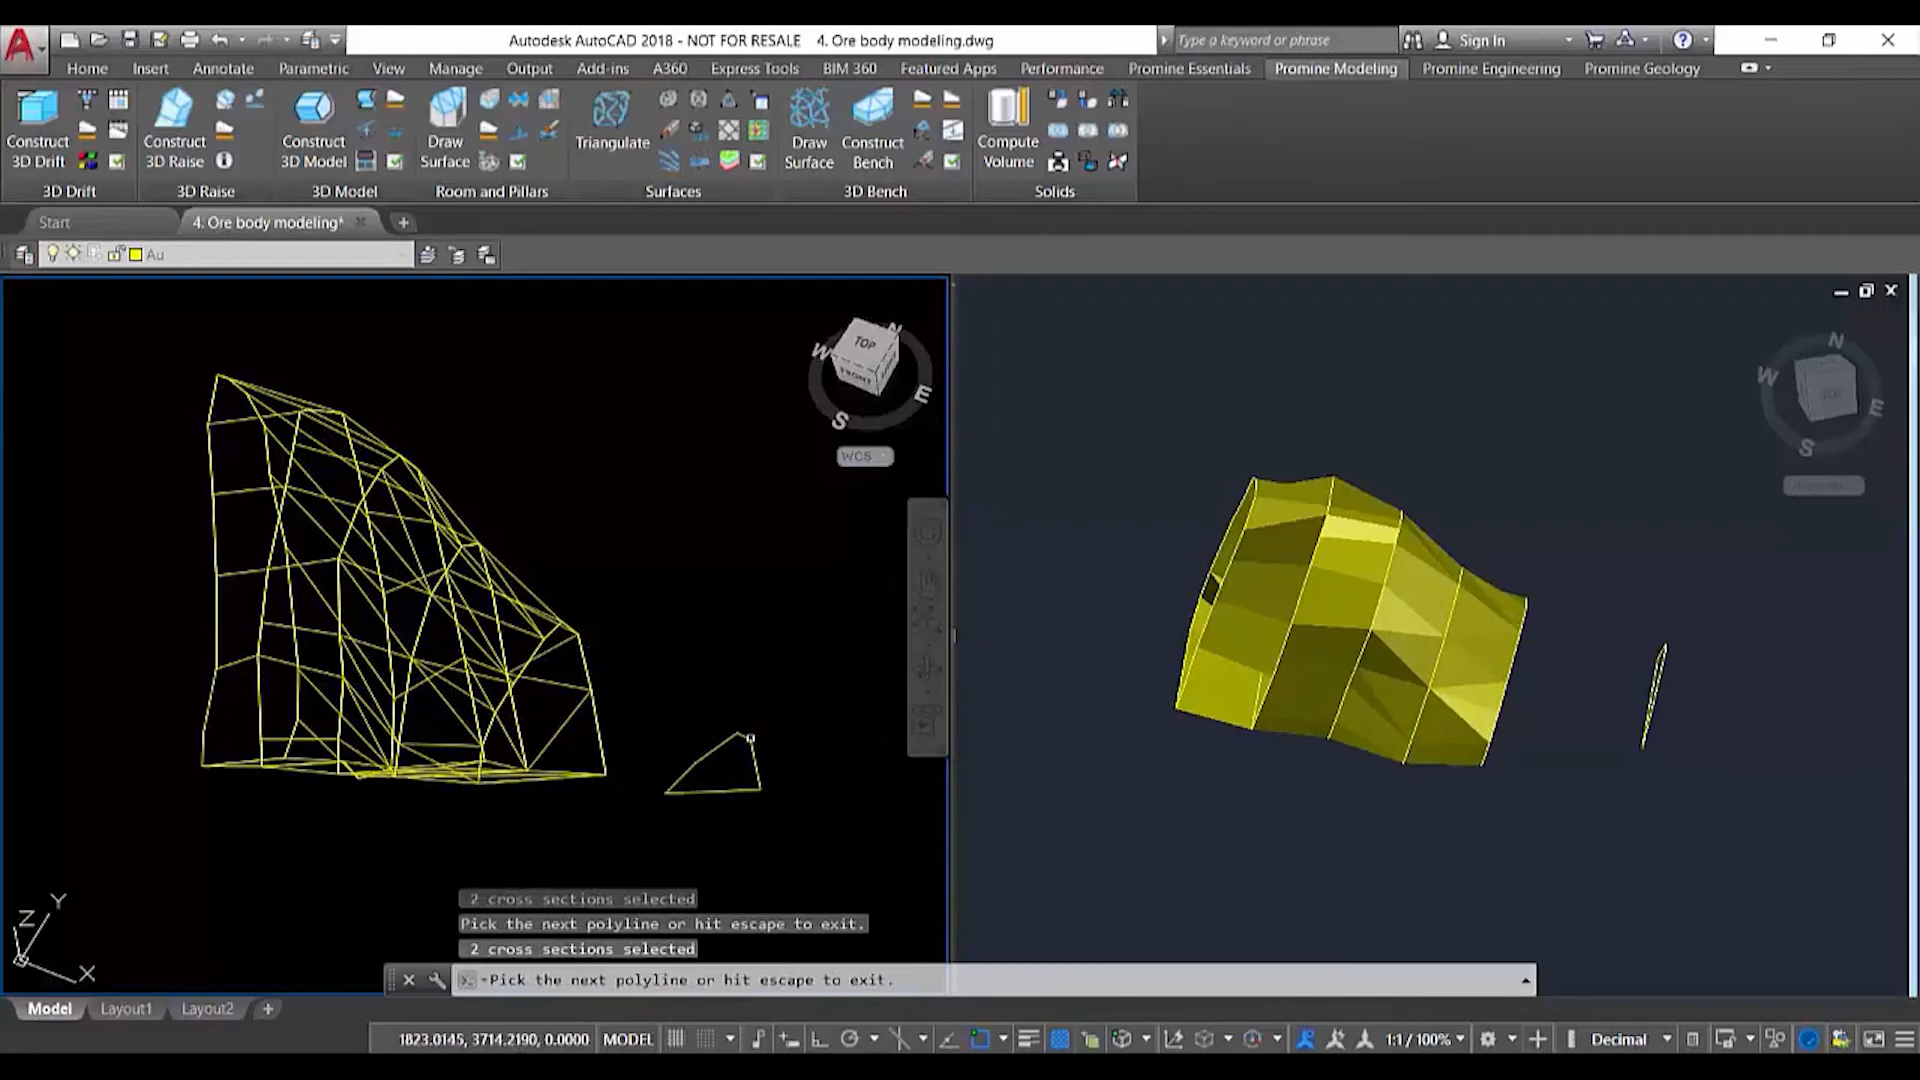 Autodesk AutoCAD 2018 - NOT FOR RESALE 4. Ore body modeling.dwg
Type a keyword or phrase
Sign In
Home Insert Annotate Parametric View Manage Output Add-ins A360 Express Tools BIM 360 Featured Apps Performance Promine Essentials Promine Modeling Promine Engineering Promine Geology
Construct 3D Drift
Construct 3D Raise
Construct 3D Model
Draw Surface
Triangulate
Draw Surface
Construct Bench
Compute Volume
3D Drift 3D Raise 3D Model Room and Pillars Surfaces 3D Bench Solids
Start 4. Ore body modeling* +
Au
N
W TOP
FRONT
E
S
WCS
N
W
TOP
E
S
2 cross sections selected
Pick the next polyline or hit escape to exit.
2 cross sections selected
Pick the next polyline or hit escape to exit.
Y
Z
X
Model Layout1 Layout2 +
1823.0145, 3714.2190, 0.0000 MODEL 1:1 / 100% Decimal